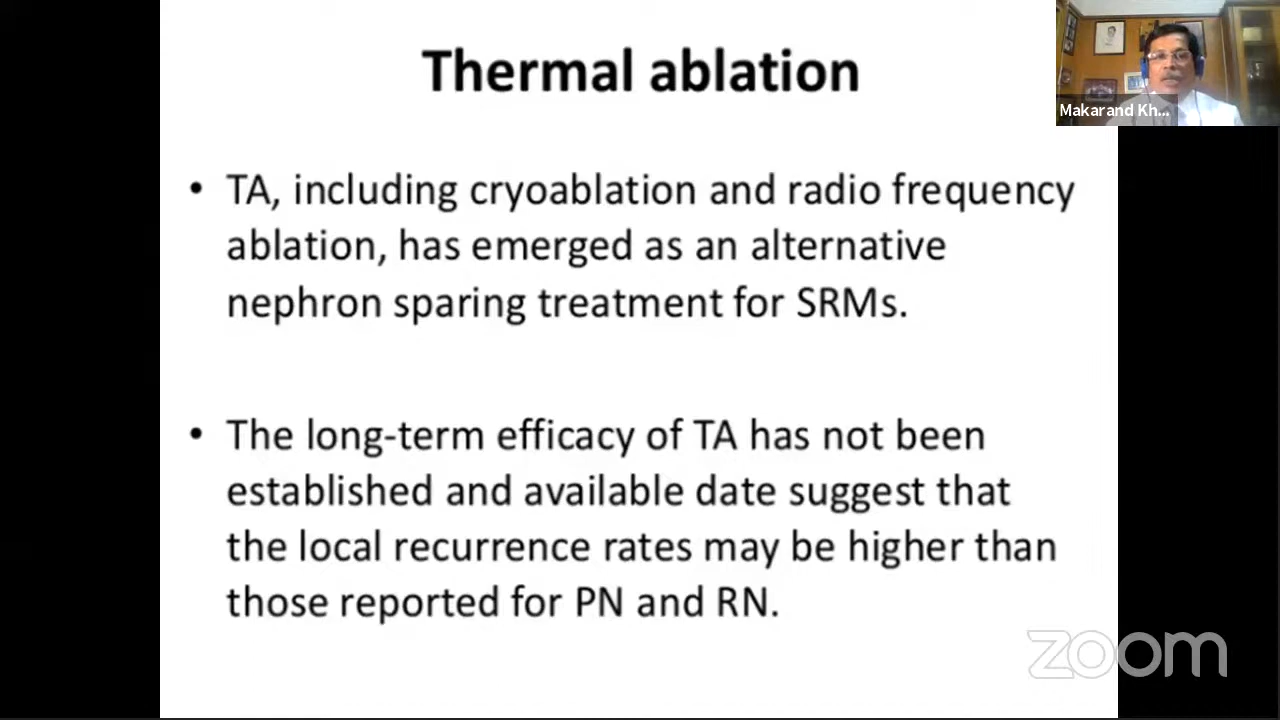 Thermal ablation
Makarand Kh...
• TA, including cryoablation and radio frequency
ablation, has emerged as an alternative
nephron sparing treatment for SRMs.
• The long-term efficacy of TA has not been
established and available date suggest that
the local recurrence rates may be higher than
those reported for PN and RN.
zoom